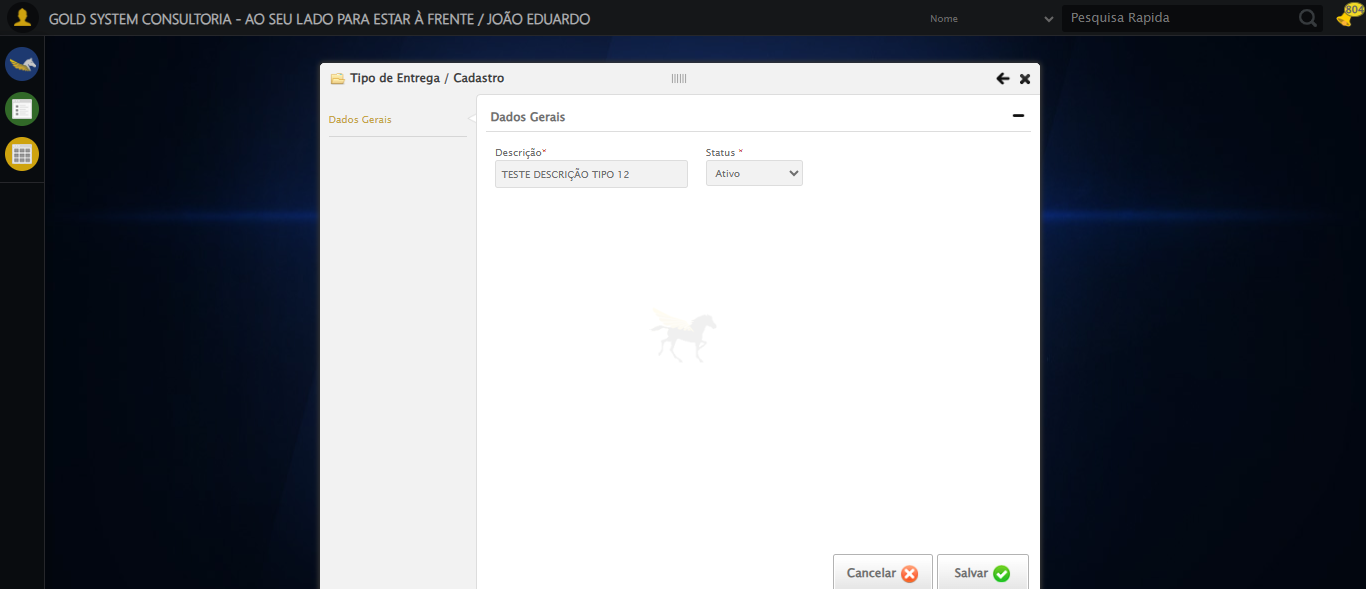 GOLD SYSTEM CONSULTORIA - AO SEU LADO PARA ESTAR À FRENTE / JOÃO EDUARDO
Nome
Pesquisa Rapida
804
Tipo de Entrega / Cadastro
Dados Gerais
Dados Gerais
Descrição*
Status *
TESTE DESCRIÇÃO TIPO 12
Ativo
Cancelar
Salvar